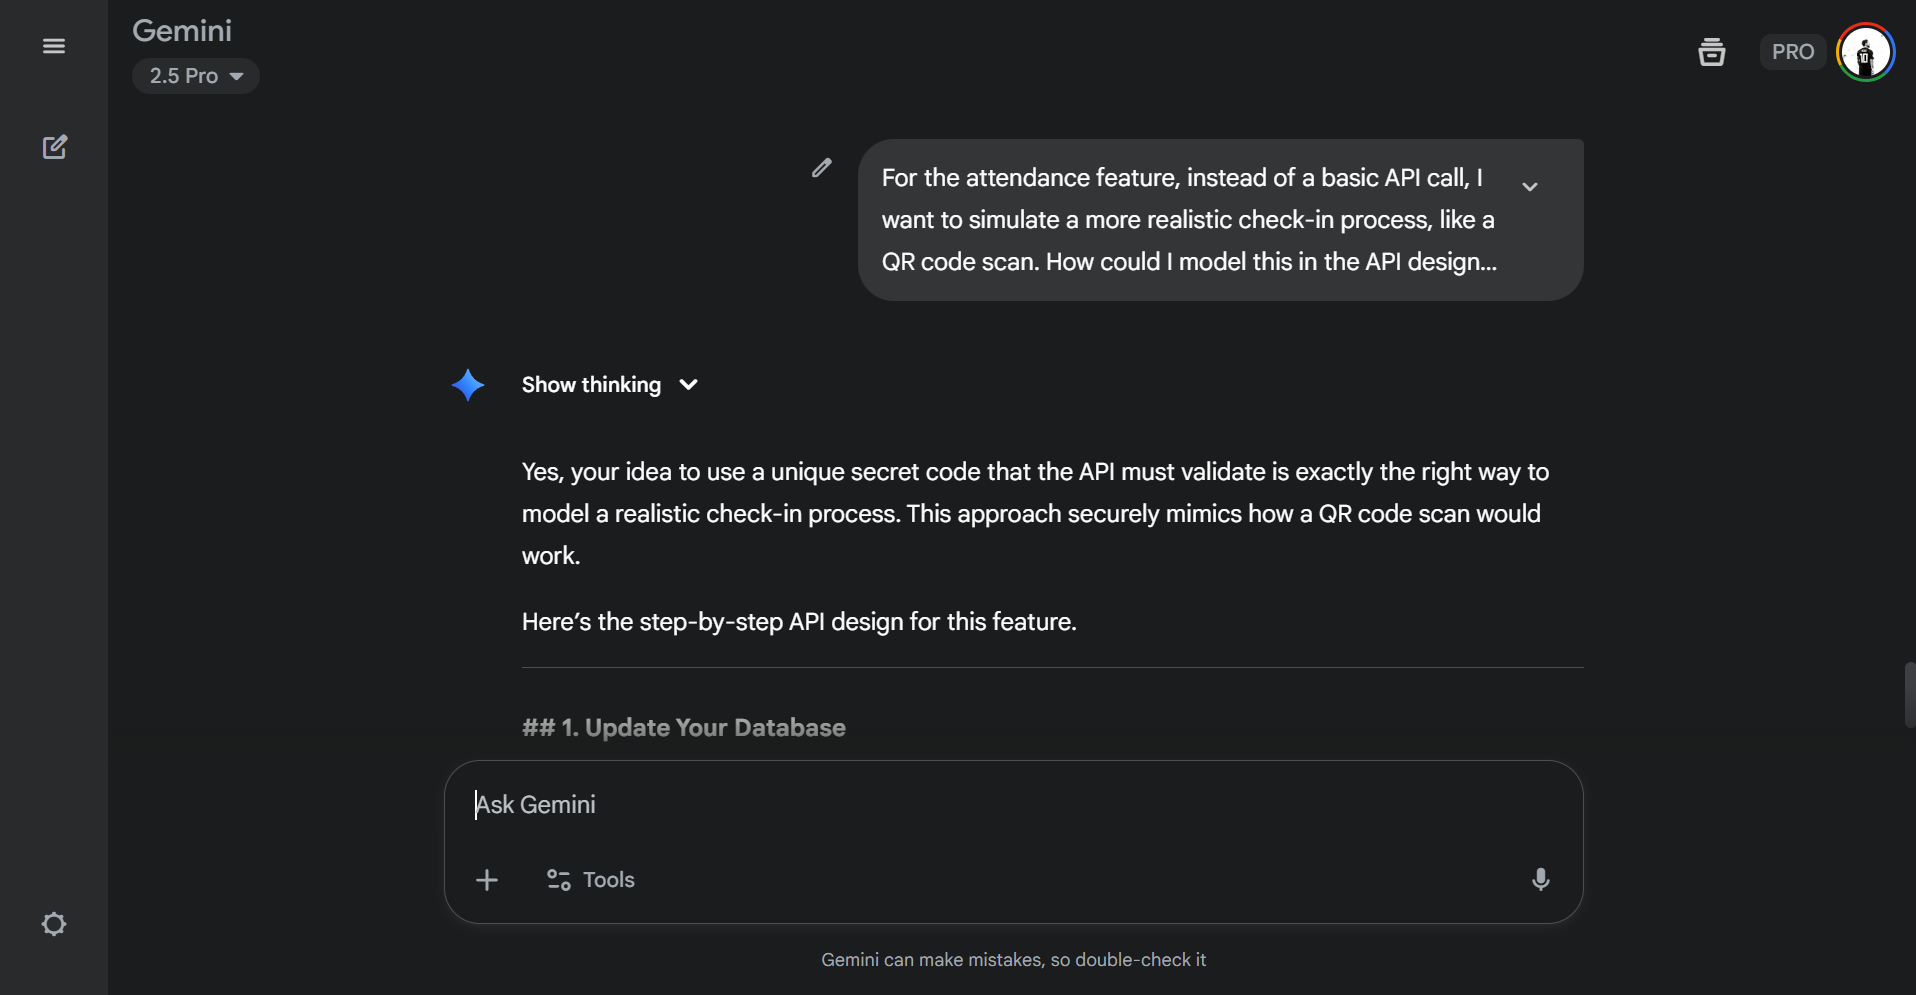 Gemini
2.5 Pro
PRO
For the attendance feature, instead of a basic API call, I
want to simulate a more realistic check-in process, like a
QR code scan. How could I model this in the API design...
Show thinking
Yes, your idea to use a unique secret code that the API must validate is exactly the right way to
model a realistic check-in process. This approach securely mimics how a QR code scan would
work.
Here’s the step-by-step API design for this feature.
## 1. Update Your Database
Ask Gemini
Tools
Gemini can make mistakes, so double-check it